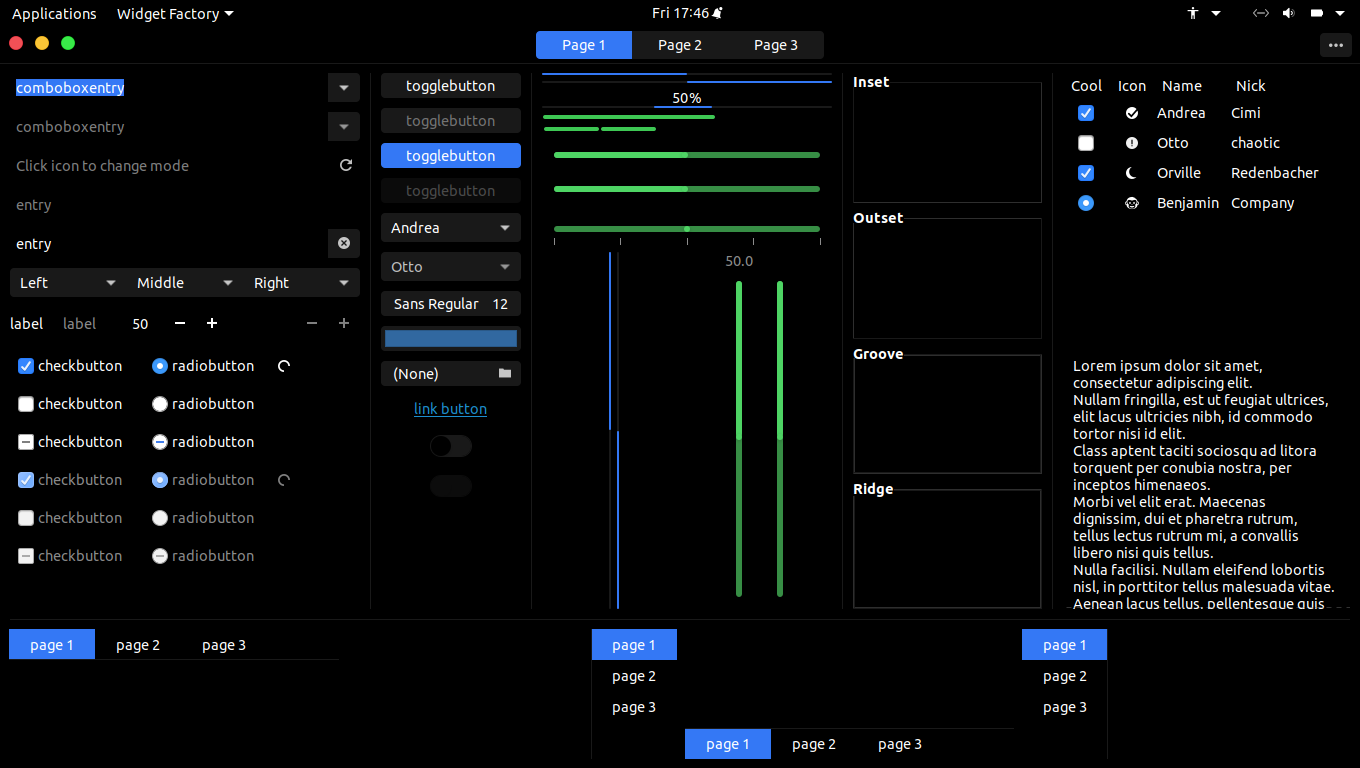 Applications Widget Factory Fri 17:46
Page 1 Page 2 Page 3
comboboxentry
comboboxentry
Click icon to change mode
entry
entry
Left Middle Right
label label 50
checkbutton radiobutton
checkbutton radiobutton
checkbutton radiobutton
checkbutton radiobutton
checkbutton radiobutton
checkbutton radiobutton
togglebutton
togglebutton
togglebutton
togglebutton
Andrea
Otto
Sans Regular 12
(None)
link button
50%
50.0
Inset
Outset
Groove
Ridge
Cool Icon Name Nick
Andrea Cimi
Otto chaotic
Orville Redenbacher
Benjamin Company
Lorem ipsum dolor sit amet,
consectetur adipiscing elit.
Nullam fringilla, est ut feugiat ultrices,
elit lacus ultricies nibh, id commodo
tortor nisi id elit.
Class aptent taciti sociosqu ad litora
torquent per conubia nostra, per
inceptos himenaeos.
Morbi vel elit erat. Maecenas
dignissim, dui et pharetra rutrum,
tellus lectus rutrum mi, a convallis
libero nisi quis tellus.
Nulla facilisi. Nullam eleifend lobortis
nisl, in porttitor tellus malesuada vitae.
Aenean lacus tellus, pellentesque quis
page 1 page 2 page 3
page 1
page 2
page 3
page 1 page 2 page 3
page 1
page 2
page 3